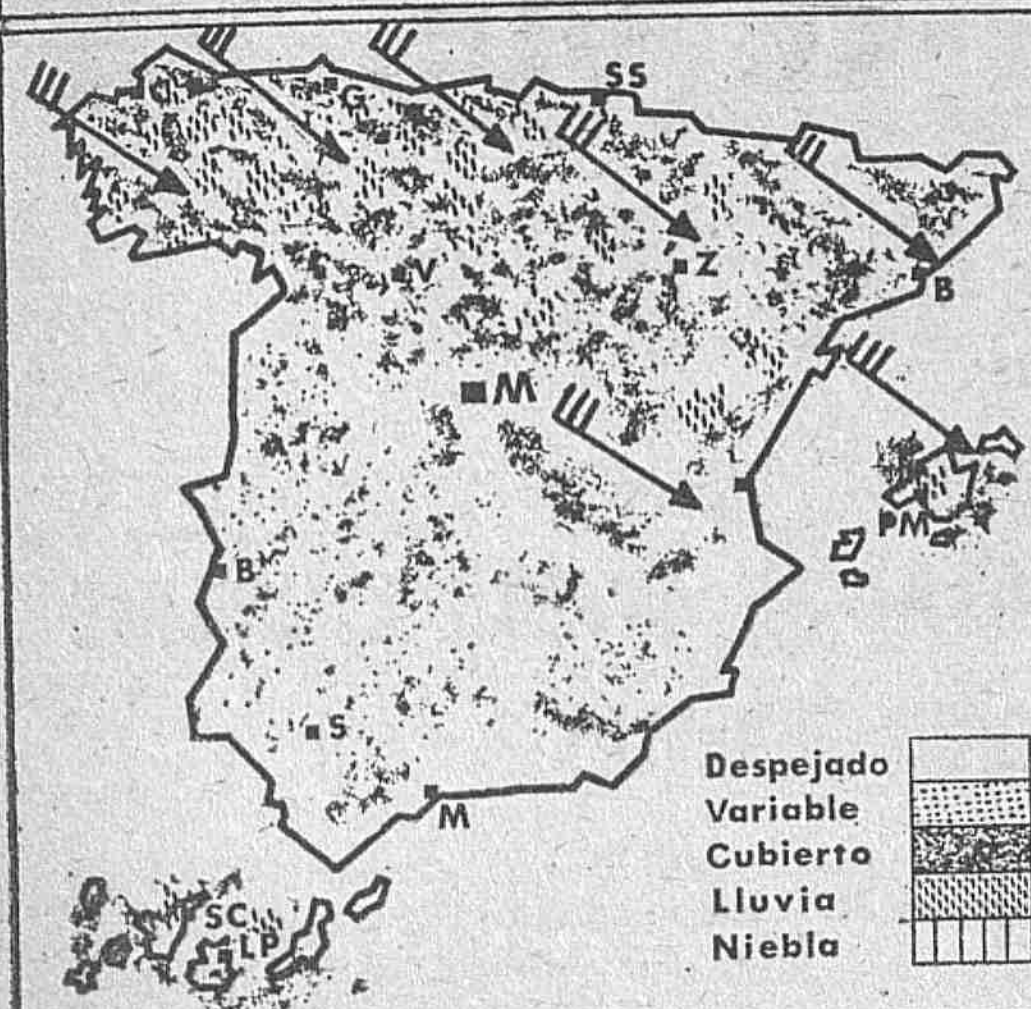 SS
C
G
V
Z
B
M
PM
B
S
M
SC
LP
Despejado
Variable
Cubierto
Lluvia
Niebla